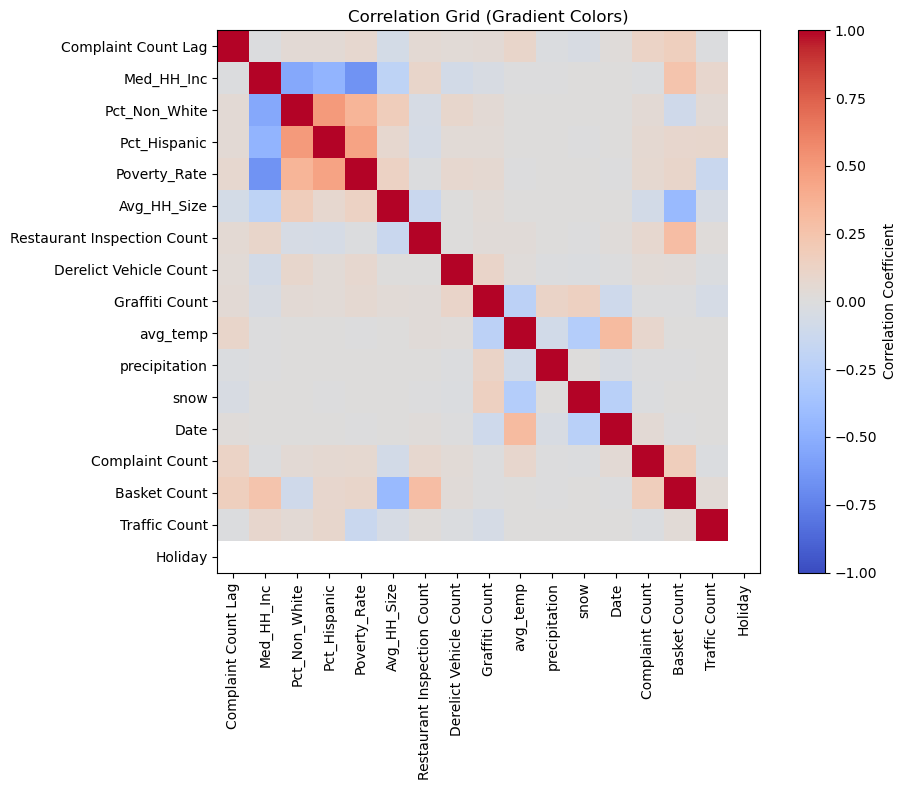 Correlation Grid (Gradient Colors)
Complaint Count Lag
Med_HH_Inc
Pct_Non_White
Pct_Hispanic
Poverty_Rate
Avg_HH_Size
Restaurant Inspection Count
Derelict Vehicle Count
Graffiti Count
avg_temp
precipitation
snow
Date
Complaint Count
Basket Count
Traffic Count
Holiday
Complaint Count Lag
Med_HH_Inc
Pct_Non_White
Pct_Hispanic
Poverty_Rate
Avg_HH_Size
Restaurant Inspection Count
Derelict Vehicle Count
Graffiti Count
avg_temp
precipitation
snow
Date
Complaint Count
Basket Count
Traffic Count
Holiday
1.00
0.75
0.50
0.25
0.00
−0.25
−0.50
−0.75
−1.00
Correlation Coefficient